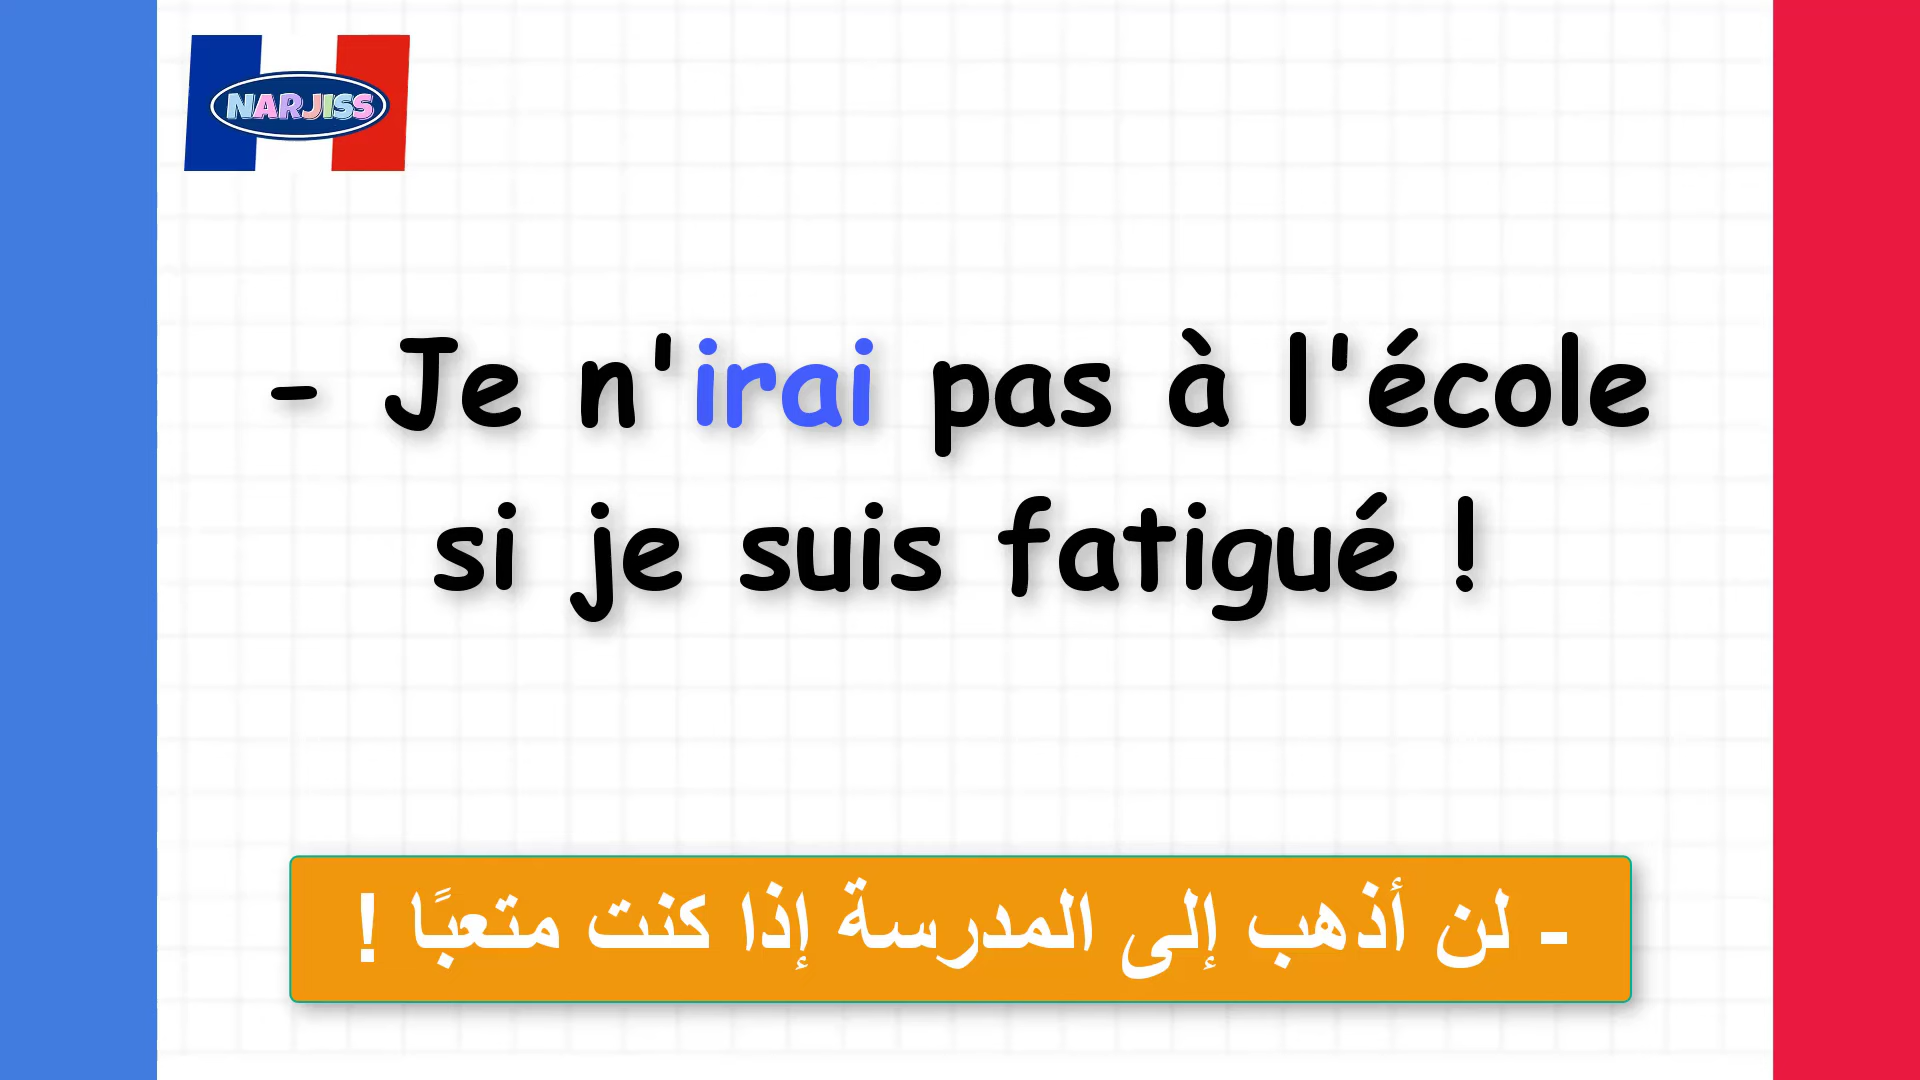 NARJISS
- Je n'irai pas à l'école
si je suis fatigué !
- لن أذهب إلى المدرسة إذا كنت متعبًا !